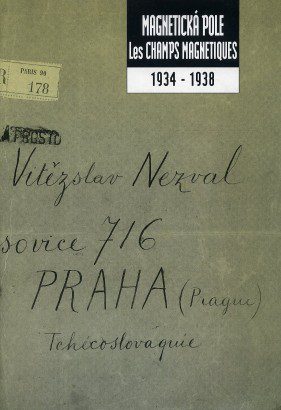 MAGNETICKÁ POLE
Les CHAMPS MAGNETIQUES
1934 - 1938
R
PARIS 90
178
Vítězslav Nezval
sovice 716
PRAHA (Prague)
Tchécoslovaquie